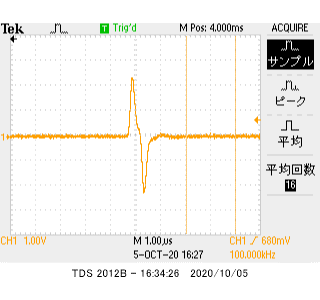 Tek
T Trig'd
M Pos: 4.000ms
ACQUIRE
サンプル
ピーク
平均
平均回数
16
1
CH1 1.00V
M 1.00µs
CH1 / 680mV
5-OCT-20 16:27
100.000kHz
TDS 2012B - 16:34:26 2020/10/05